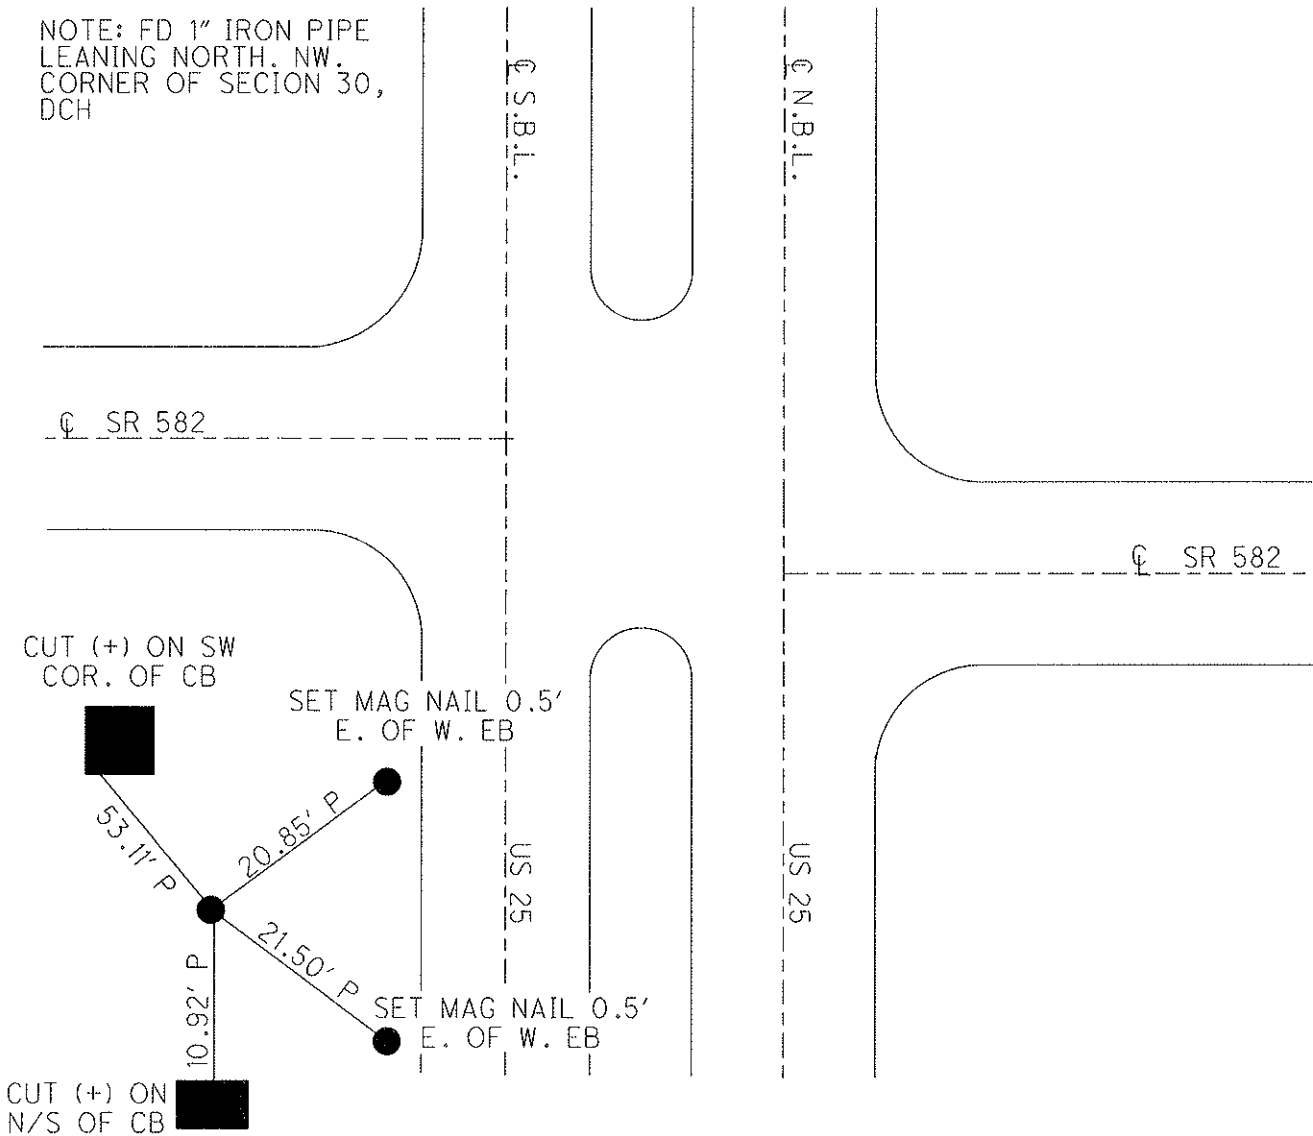 NOTE: FD 1" IRON PIPE
LEANING NORTH. NW.
CORNER OF SECION 30,
DCH
℄ S.B.L.
℄ N.B.L.
℄ SR 582
℄ SR 582
CUT (+) ON SW
COR. OF CB
SET MAG NAIL 0.5'
E. OF W. EB
53.11' P
20.85' P
US 25
US 25
21.50' P
10.92' P
SET MAG NAIL 0.5'
E. OF W. EB
CUT (+) ON
N/S OF CB